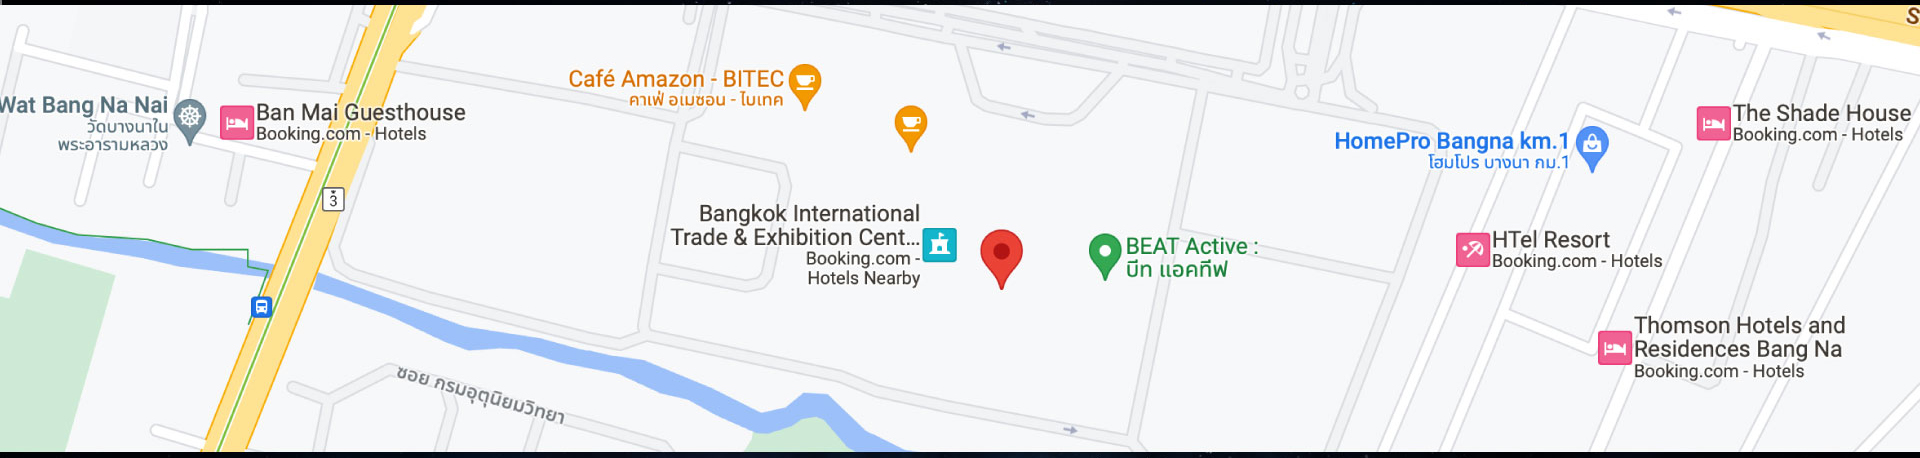 S
Café Amazon - BITEC
คาเฟ่ อเมซอน - ไบเทค
Wat Bang Na Nai
วัดบางนาใน
พระอารามหลวง
Ban Mai Guesthouse
Booking.com - Hotels
The Shade House
Booking.com - Hotels
HomePro Bangna km.1
โฮมโปร บางนา กม.1
3
Bangkok International
Trade & Exhibition Cent...
Booking.com -
Hotels Nearby
BEAT Active :
บีท แอคทีฟ
HTel Resort
Booking.com - Hotels
Thomson Hotels and
Residences Bang Na
Booking.com - Hotels
ซอย กรมอุตุนิยมวิทยา